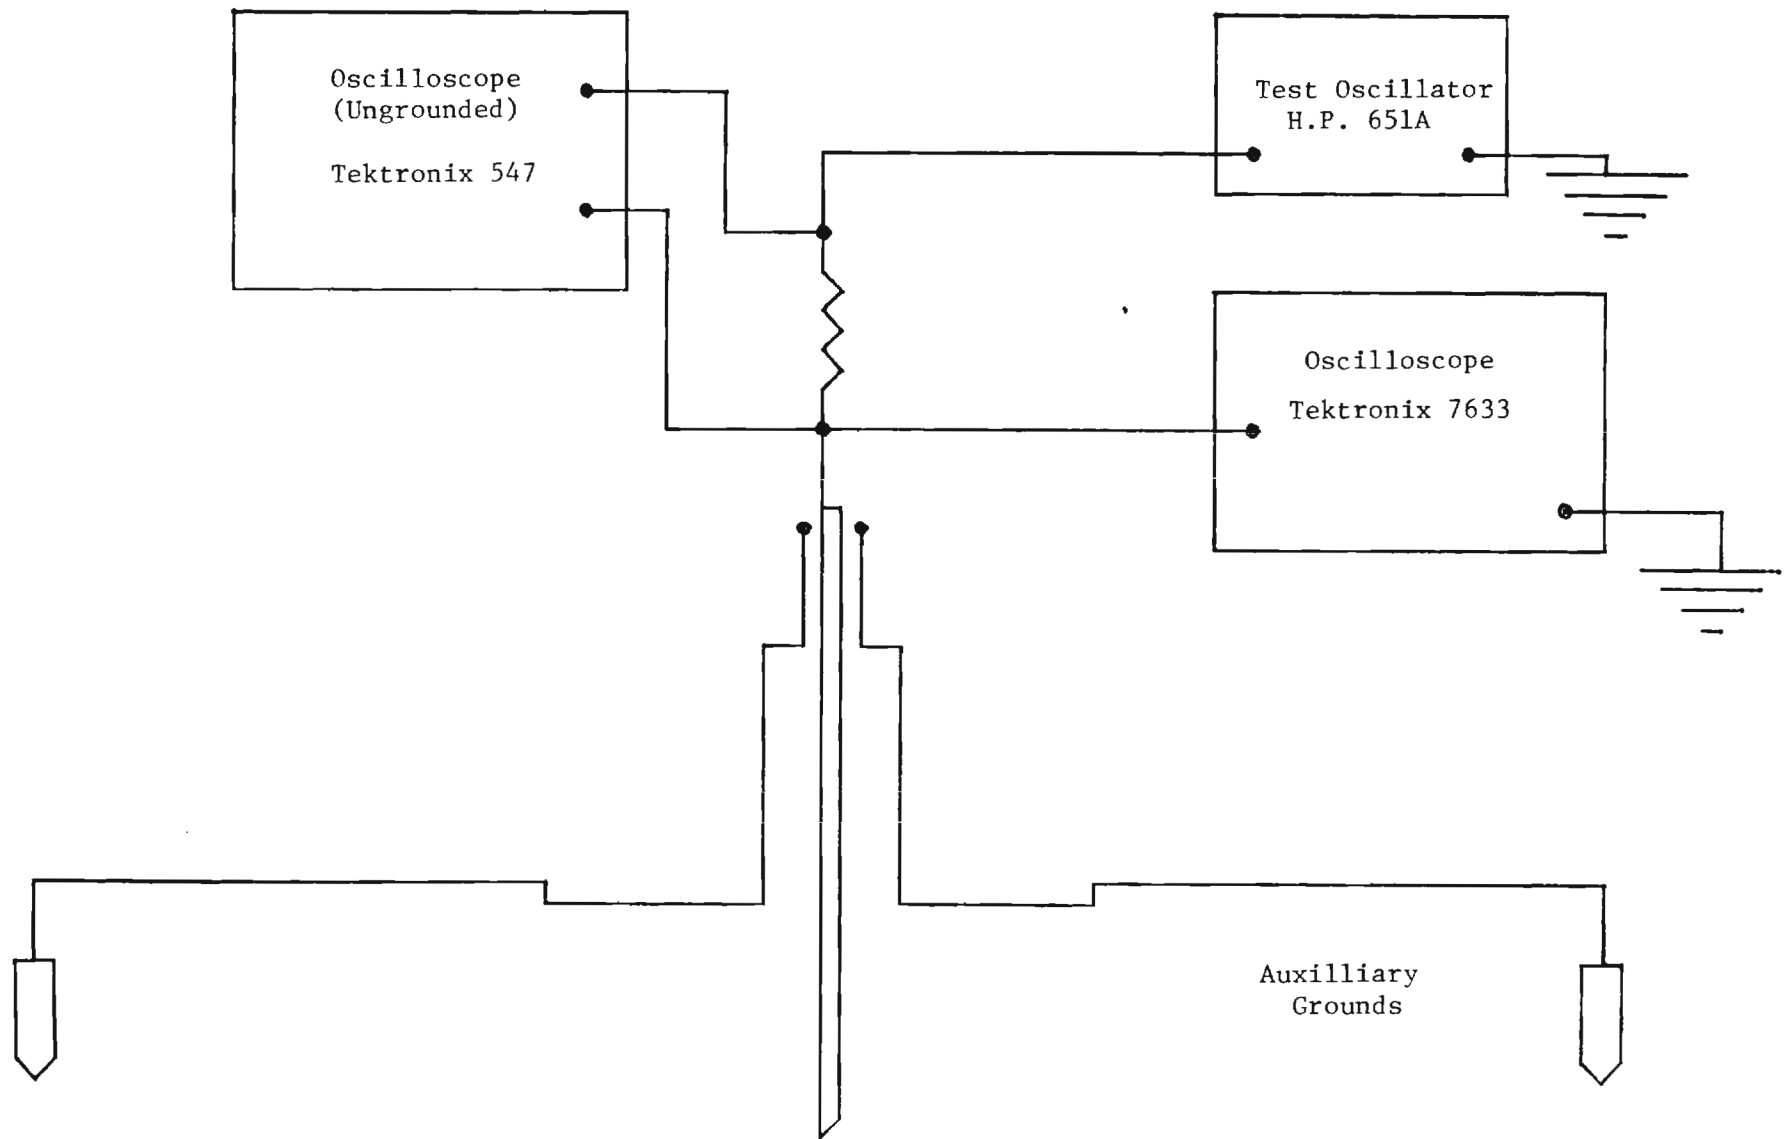 Oscilloscope
(Ungrounded)
Tektronix 547
Test Oscillator
H.P. 651A
Oscilloscope
Tektronix 7633
Auxilliary
Grounds